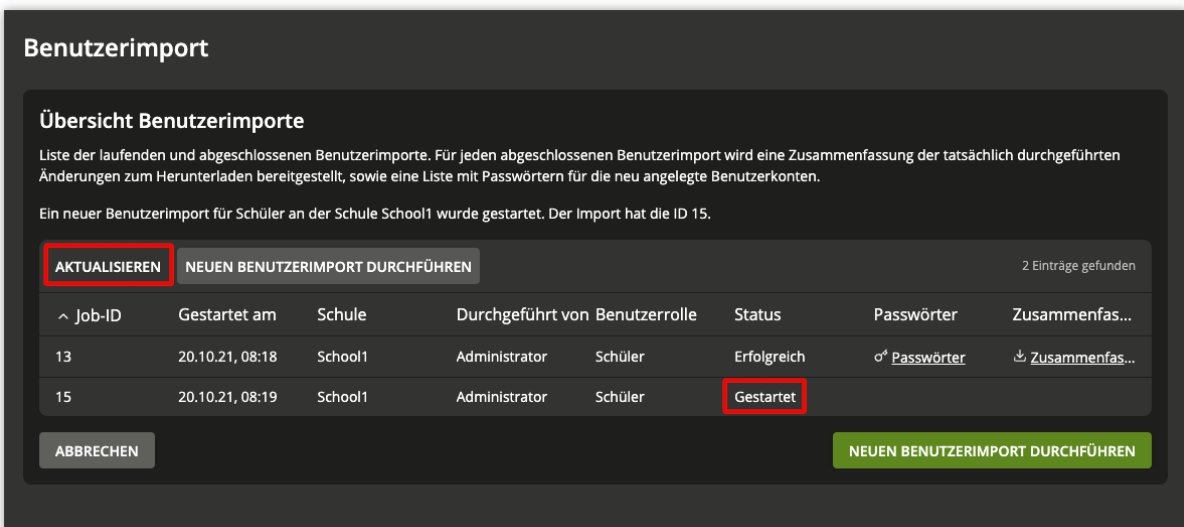 Benutzerimport
Übersicht Benutzerimporte
Liste der laufenden und abgeschlossenen Benutzerimporte. Für jeden abgeschlossenen Benutzerimport wird eine Zusammenfassung der tatsächlich durchgeführten
Änderungen zum Herunterladen bereitgestellt, sowie eine Liste mit Passwörtern für die neu angelegte Benutzerkonten.
Ein neuer Benutzerimport für Schüler an der Schule School1 wurde gestartet. Der Import hat die ID 15.
AKTUALISIEREN NEUEN BENUTZERIMPORT DURCHFÜHREN 2 Einträge gefunden
Job-ID Gestartet am Schule Durchgeführt von Benutzerrolle Status Passwörter Zusammenfas...
13 20.10.21, 08:18 School1 Administrator Schüler Erfolgreich Passwörter Zusammenfas...
15 20.10.21, 08:19 School1 Administrator Schüler Gestartet
ABBRECHEN NEUEN BENUTZERIMPORT DURCHFÜHREN